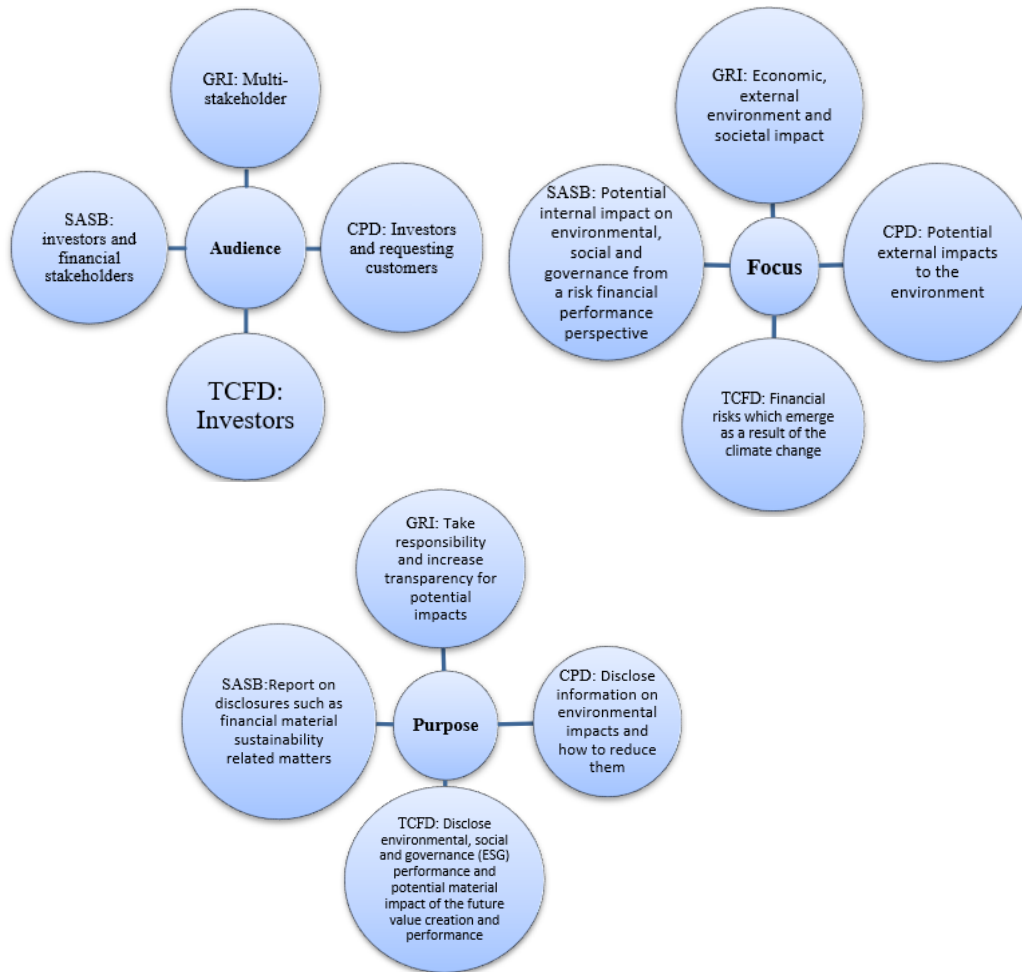 GRI: Multi-
stakeholder
SASB:
investors and
financial
stakeholders
Audience
CPD: Investors
and requesting
customers
TCFD:
Investors
GRI: Economic,
external
environment and
societal impact
SASB: Potential
internal impact on
environmental,
social and
governance from
a risk financial
performance
perspective
Focus
CPD: Potential
external impacts
to the
environment
TCFD: Financial
risks which emerge
as a result of the
climate change
GRI: Take
responsibility
and increase
transparency for
potential
impacts
SASB:Report on
disclosures such as
financial material
sustainability
related matters
Purpose
CPD: Disclose
information on
environmental
impacts and
how to reduce
them
TCFD: Disclose
environmental, social
and governance (ESG)
performance and
potential material
impact of the future
value creation and
performance